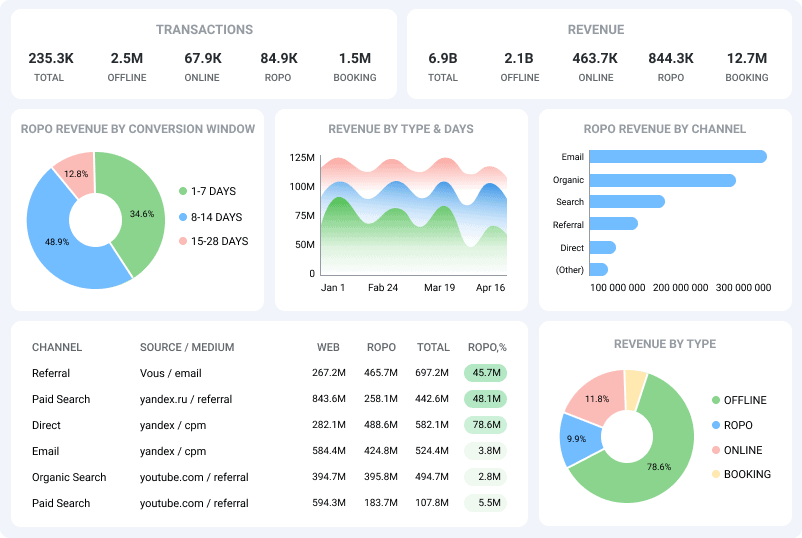 TRANSACTIONS
235.3K 2.5M 67.9K 84.9K 1.5M
TOTAL OFFLINE ONLINE ROPO BOOKING
REVENUE
6.9B 2.1B 463.7K 844.3K 12.7M
TOTAL OFFLINE ONLINE ROPO BOOKING
ROPO REVENUE BY CONVERSION WINDOW
12.8%
34.6%
48.9%
1-7 DAYS
8-14 DAYS
15-28 DAYS
REVENUE BY TYPE & DAYS
125M
100M
75M
50M
0
Jan 1 Fab 24 Mar 19 Apr 16
ROPO REVENUE BY CHANNEL
Email
Organic
Search
Referral
Direct
(Other)
100 000 000 200 000 000 300 000 000
CHANNEL SOURCE / MEDIUM WEB ROPO TOTAL ROPO,%
Referral Vous / email 267.2M 465.7M 697.2M 45.7M
Paid Search yandex.ru / referral 843.6M 258.1M 442.6M 48.1M
Direct yandex / cpm 282.1M 488.6M 582.1M 78.6M
Email yandex / cpm 584.4M 424.8M 524.4M 3.8M
Organic Search youtube.com / referral 394.7M 395.8M 494.7M 2.8M
Paid Search youtube.com / referral 594.3M 183.7M 107.8M 5.5M
REVENUE BY TYPE
11.8%
9.9%
78.6%
OFFLINE
ROPO
ONLINE
BOOKING